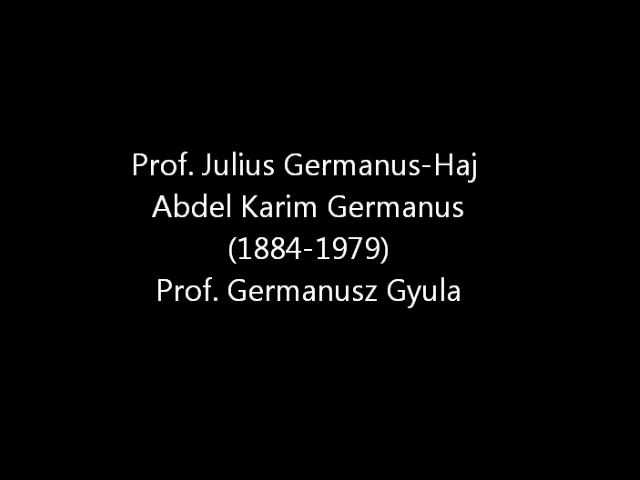 Prof. Julius Germanus-Haj
Abdel Karim Germanus
(1884-1979)
Prof. Germanusz Gyula